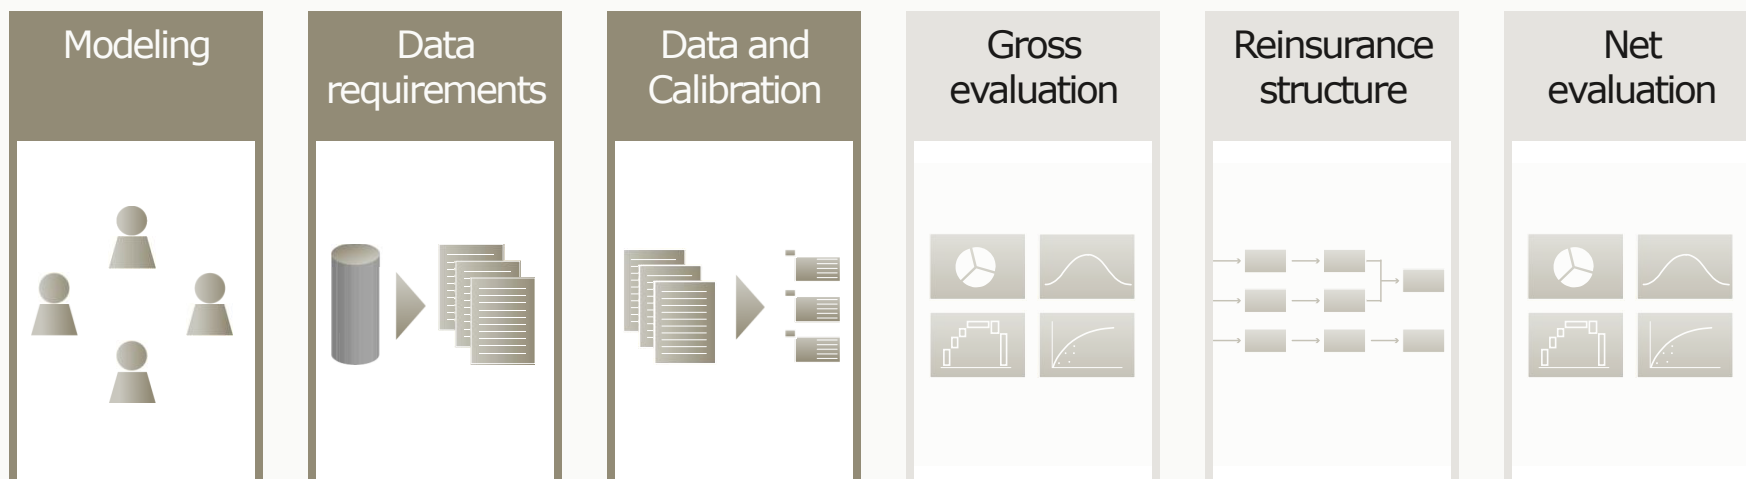 Modeling
Data
requirements
Data and
Calibration
Gross
evaluation
Reinsurance
structure
Net
evaluation